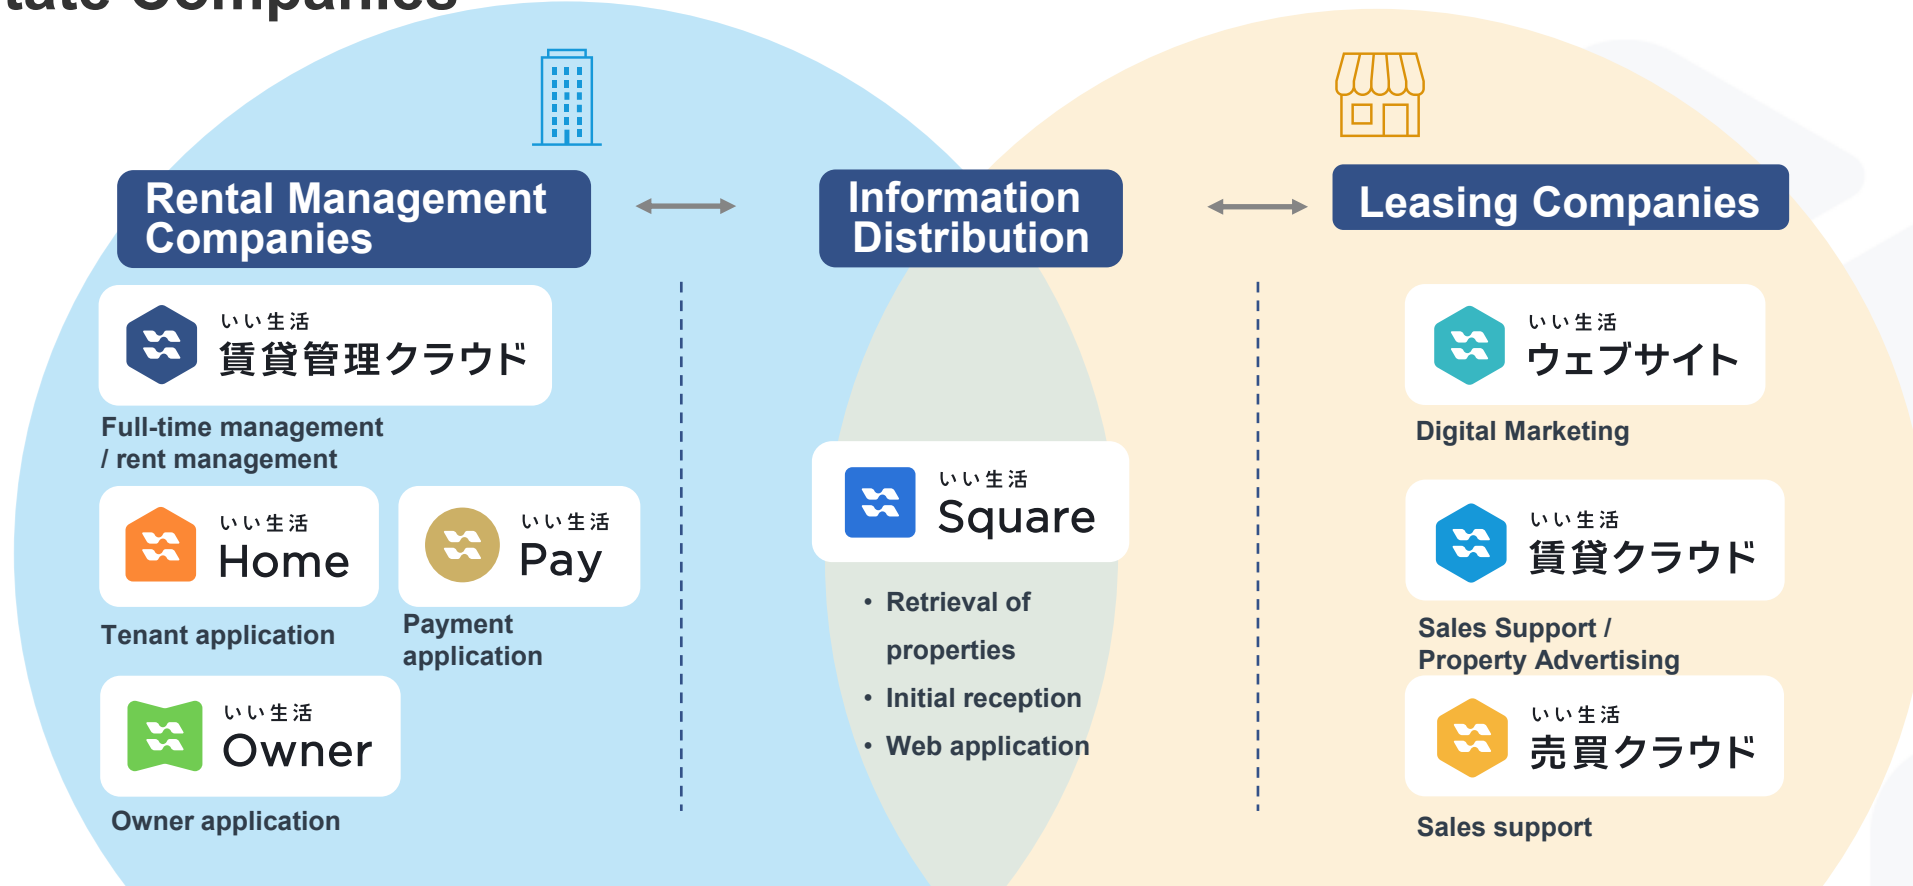 tate Companies
Rental Management
Companies
Information
Distribution
Leasing Companies
いい生活
賃貸管理クラウド
Full-time management
/ rent management
いい生活
Home
Tenant application
いい生活
Pay
Payment
application
いい生活
Owner
Owner application
いい生活
Square
• Retrieval of
properties
• Initial reception
• Web application
いい生活
ウェブサイト
Digital Marketing
いい生活
賃貸クラウド
Sales Support /
Property Advertising
いい生活
売買クラウド
Sales support